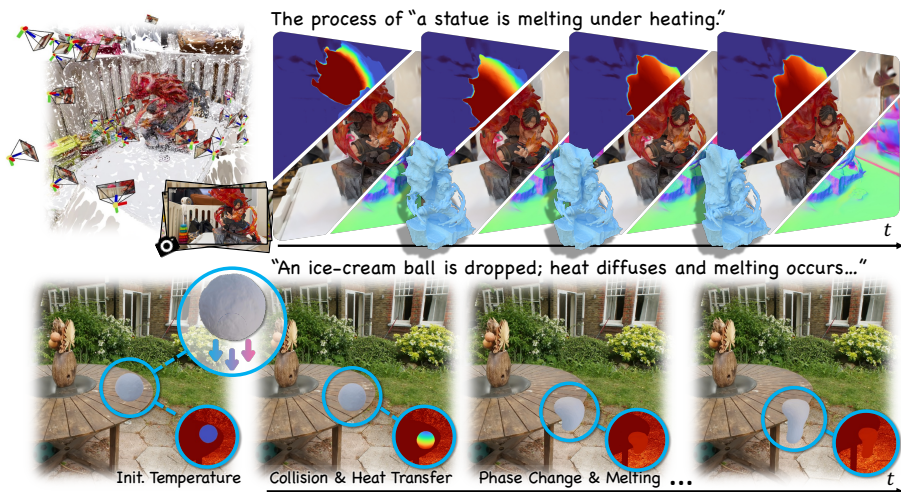 The process of “a statue is melting under heating.”
t
“An ice-cream ball is dropped; heat diffuses and melting occurs…”
Init. Temperature
Collision & Heat Transfer
Phase Change & Melting ...
t